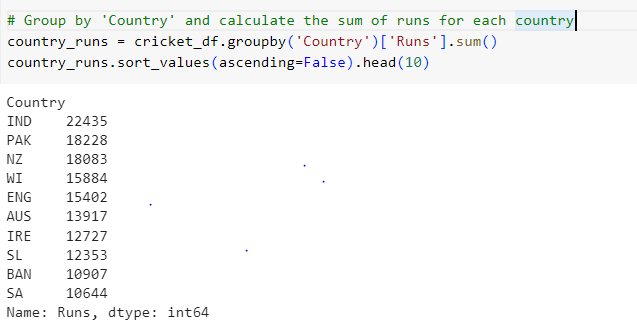 # Group by 'Country' and calculate the sum of runs for each country
country_runs = cricket_df.groupby('Country')['Runs'].sum()
country_runs.sort_values(ascending=False).head(10)
Country
IND    22435
PAK    18228
NZ     18083
WI     15884
ENG    15402
AUS    13917
IRE    12727
SL     12353
BAN    10907
SA     10644
Name: Runs, dtype: int64